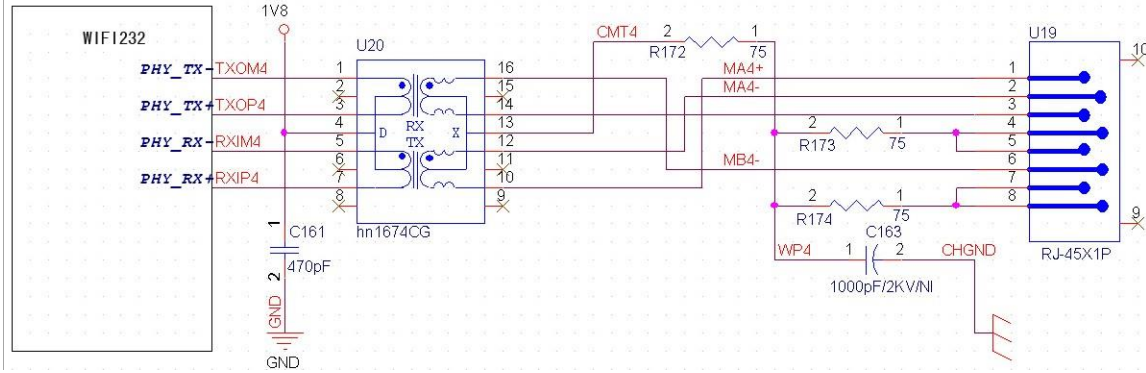 1V8
WIFI232
PHY_TX-
TXOM4
PHY_TX+
TXOP4
PHY_RX-
RXIM4
PHY_RX+
RXIP4
U20
1
2
3
4
5
6
7
8
16
15
14
13
12
11
10
9
D
RX
TX
X
hn1674CG
1
C161
470pF
2
GND
GND
CMT4
2
1
R172
75
MA4+
MA4-
MB4-
2
1
R173
75
2
1
R174
75
WP4
1
C163
2
1000pF/2KV/NI
CHGND
U19
1
2
3
4
5
6
7
8
10
9
RJ-45X1P